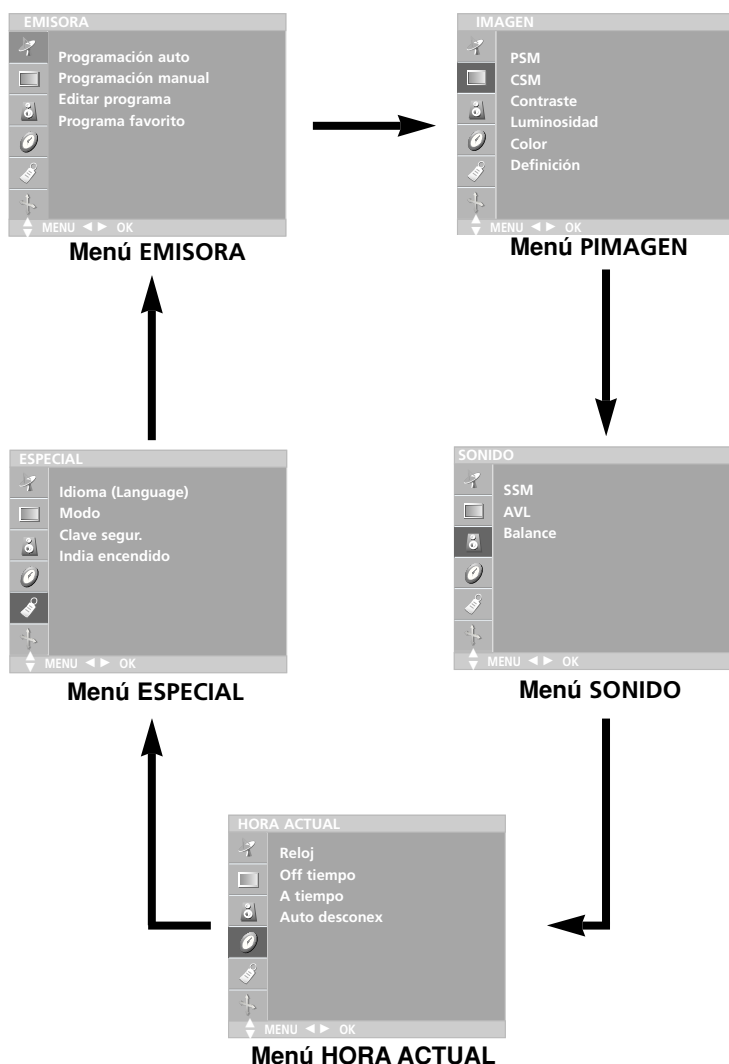 EMISORA
Programación auto
Programación manual
Editar programa
Programa favorito
MENU ◄ ► OK
Menú EMISORA
IMAGEN
PSM
CSM
Contraste
Luminosidad
Color
Definición
MENU ◄ ► OK
Menú PIMAGEN
ESPECIAL
Idioma (Language)
Modo
Clave segur.
India encendido
MENU ◄ ► OK
Menú ESPECIAL
SONIDO
SSM
AVL
Balance
MENU ◄ ► OK
Menú SONIDO
HORA ACTUAL
Reloj
Off tiempo
A tiempo
Auto desconex
MENU ◄ ► OK
Menú HORA ACTUAL